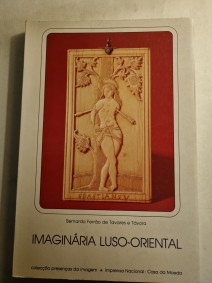 Bernardo Ferrão de Tavares e Távora
IMAGINÁRIA LUSO-ORIENTAL
colecção presenças da imagem • imprensa nacional - casa da moeda